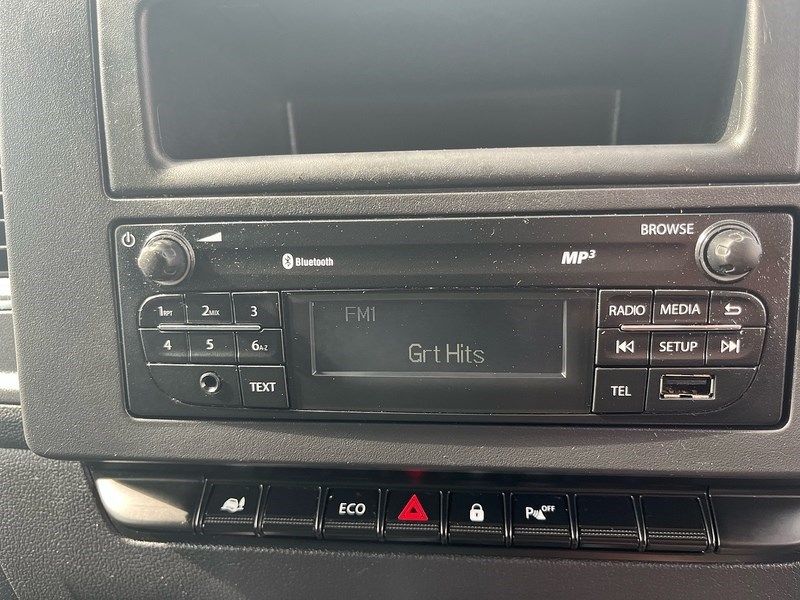 BROWSE
Bluetooth
MP3
1RPT 2MIX 3
FM1
RADIO MEDIA
4 5 6A-Z
Grt Hits
SETUP
TEXT
TEL
ECO
P OFF